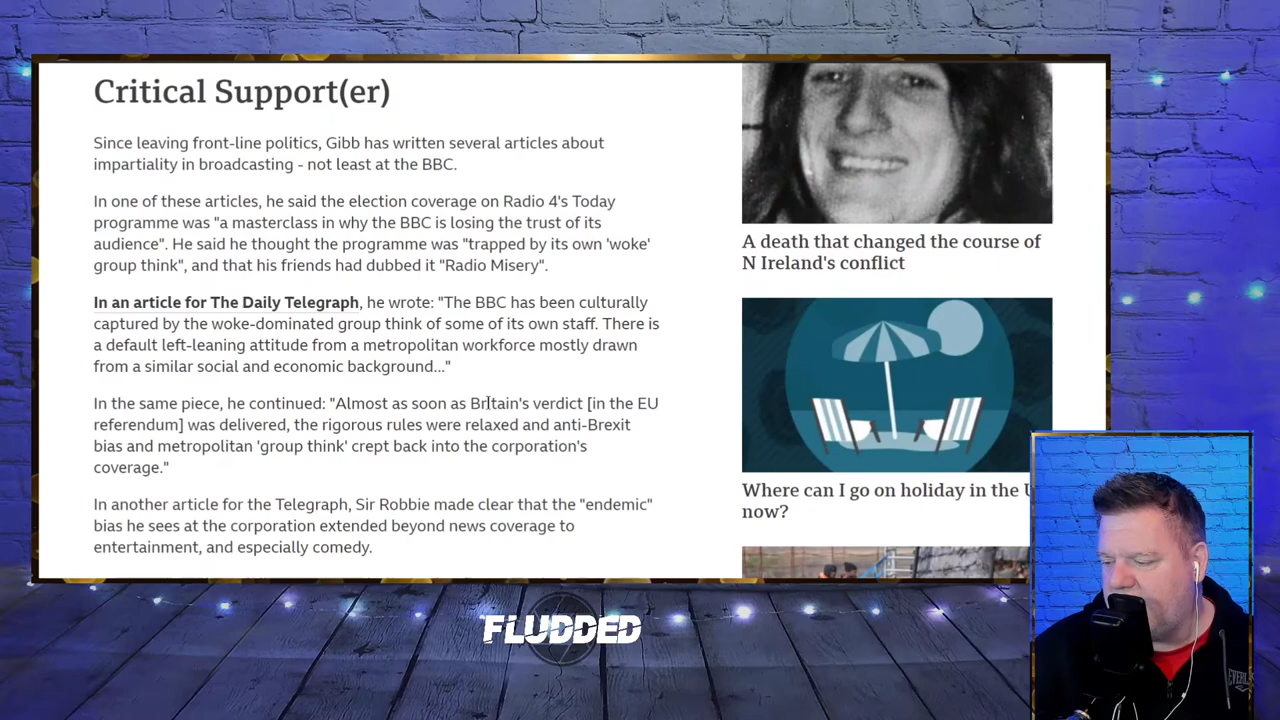 Critical Support(er)
Since leaving front-line politics, Gibb has written several articles about
impartiality in broadcasting - not least at the BBC.
In one of these articles, he said the election coverage on Radio 4's Today
programme was "a masterclass in why the BBC is losing the trust of its
audience". He said he thought the programme was "trapped by its own 'woke'
group think", and that his friends had dubbed it "Radio Misery".
In an article for The Daily Telegraph, he wrote: "The BBC has been culturally
captured by the woke-dominated group think of some of its own staff. There is
a default left-leaning attitude from a metropolitan workforce mostly drawn
from a similar social and economic background..."
In the same piece, he continued: "Almost as soon as Britain's verdict [in the EU
referendum] was delivered, the rigorous rules were relaxed and anti-Brexit
bias and metropolitan 'group think' crept back into the corporation's
coverage."
In another article for the Telegraph, Sir Robbie made clear that the "endemic"
bias he sees at the corporation extended beyond news coverage to
entertainment, and especially comedy.
A death that changed the course of
N Ireland's conflict
Where can I go on holiday in the
now?
FLUDDED